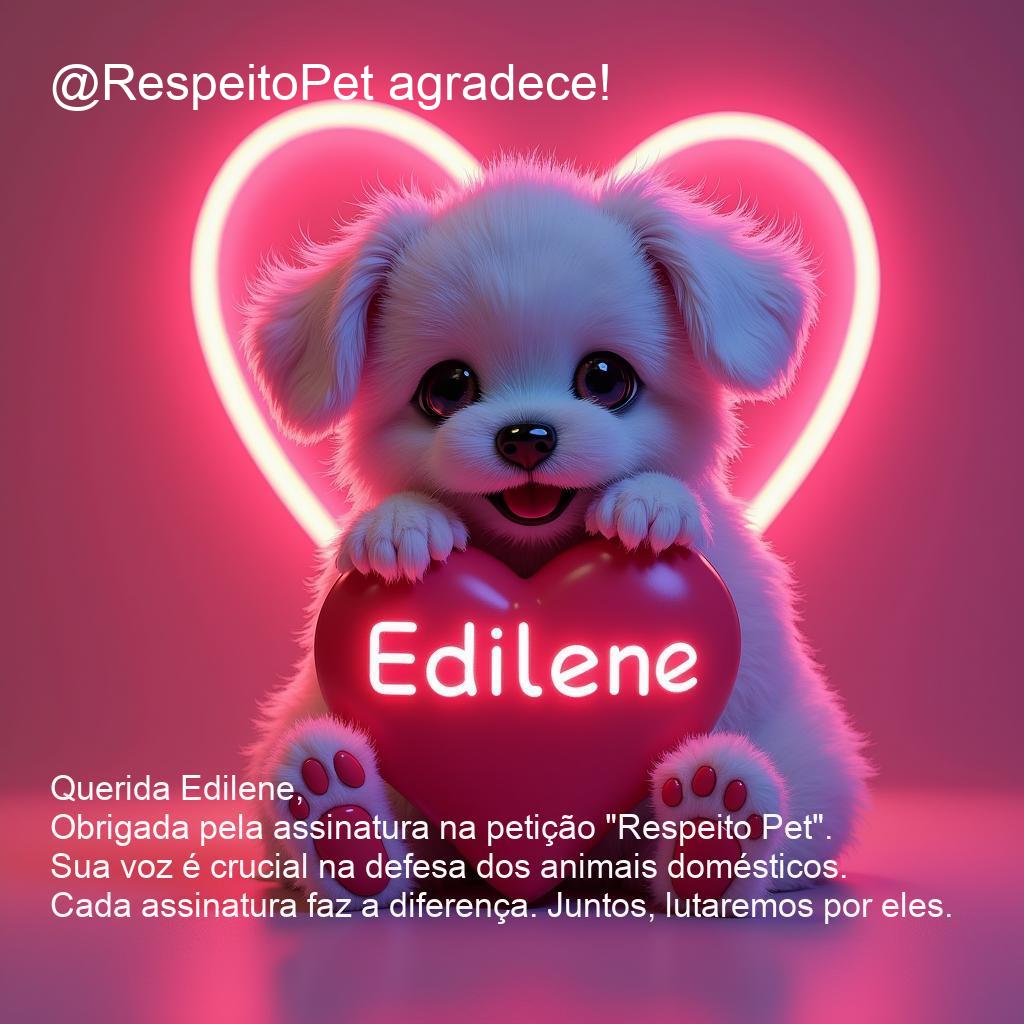 @RespeitoPet agradece!
Edilene
Querida Edilene,
Obrigada pela assinatura na petição "Respeito Pet".
Sua voz é crucial na defesa dos animais domésticos.
Cada assinatura faz a diferença. Juntos, lutaremos por eles.